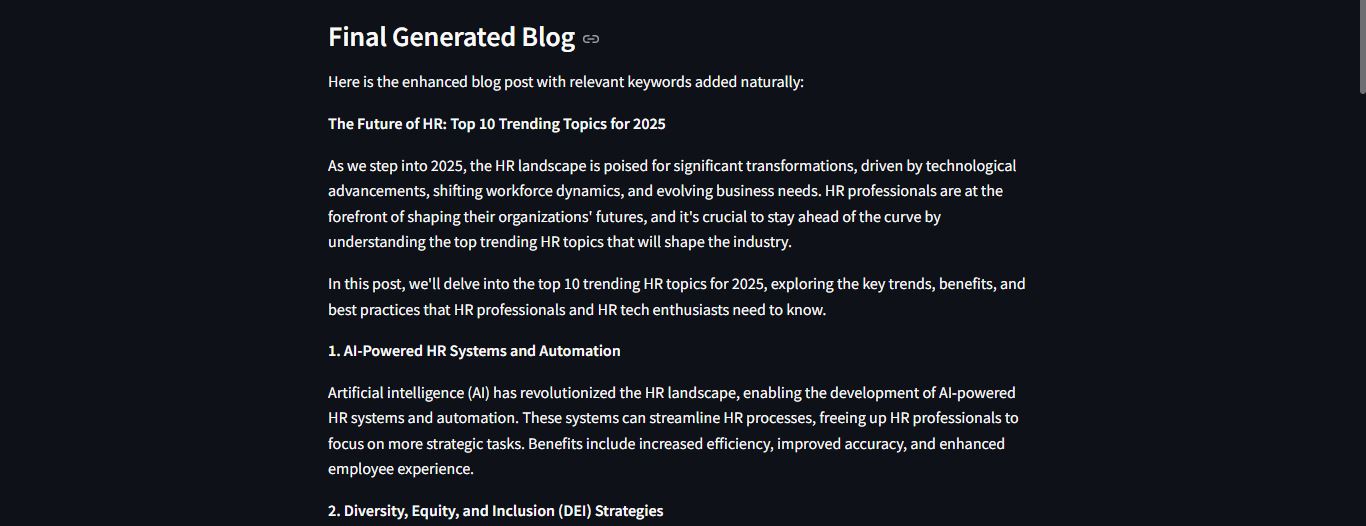 Final Generated Blog
Here is the enhanced blog post with relevant keywords added naturally:
The Future of HR: Top 10 Trending Topics for 2025
As we step into 2025, the HR landscape is poised for significant transformations, driven by technological
advancements, shifting workforce dynamics, and evolving business needs. HR professionals are at the
forefront of shaping their organizations' futures, and it's crucial to stay ahead of the curve by
understanding the top trending HR topics that will shape the industry.
In this post, we'll delve into the top 10 trending HR topics for 2025, exploring the key trends, benefits, and
best practices that HR professionals and HR tech enthusiasts need to know.
1. AI-Powered HR Systems and Automation
Artificial intelligence (AI) has revolutionized the HR landscape, enabling the development of AI-powered
HR systems and automation. These systems can streamline HR processes, freeing up HR professionals to
focus on more strategic tasks. Benefits include increased efficiency, improved accuracy, and enhanced
employee experience.
2. Diversity, Equity, and Inclusion (DEI) Strategies